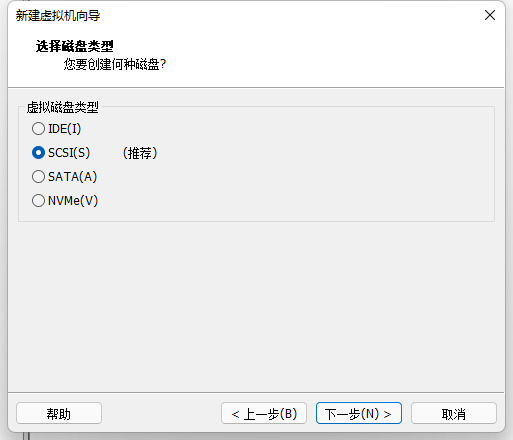 新建虚拟机向导
选择磁盘类型
您要创建何种磁盘?
虚拟磁盘类型
IDE(I)
SCSI(S) （推荐）
SATA(A)
NVMe(V)
帮助 < 上一步(B) 下一步(N) > 取消